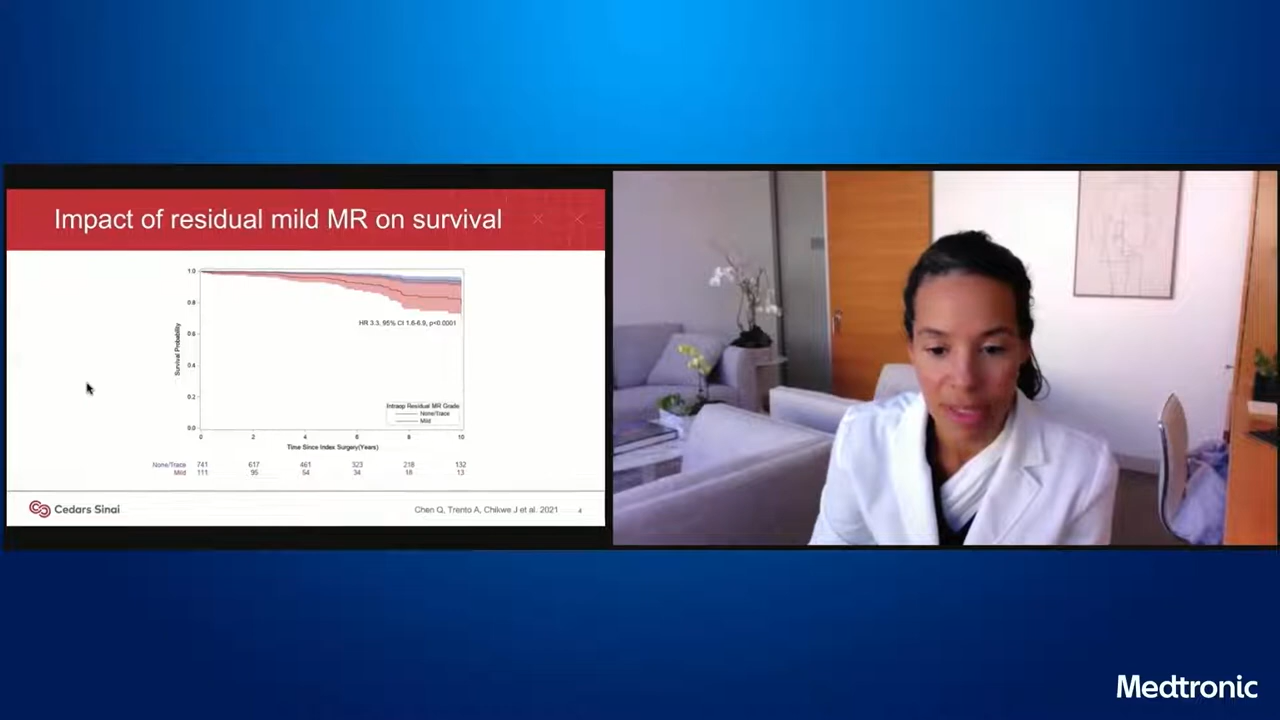 Impact of residual mild MR on survival
1.0
0.8
0.6
0.4
0.2
0.0
Survival Probability
HR 3.3, 95% CI 1.6-6.9, p<0.0001
Intraop Residual MR Grade
None/Trace
Mild
0 2 4 6 8 10
Time Since Index Surgery(Years)
None/Trace 741 617 461 323 218 132
Mild 111 95 54 34 18 13
Cedars Sinai
Chen Q, Trento A, Chikwe J et al. 2021 4
Medtronic